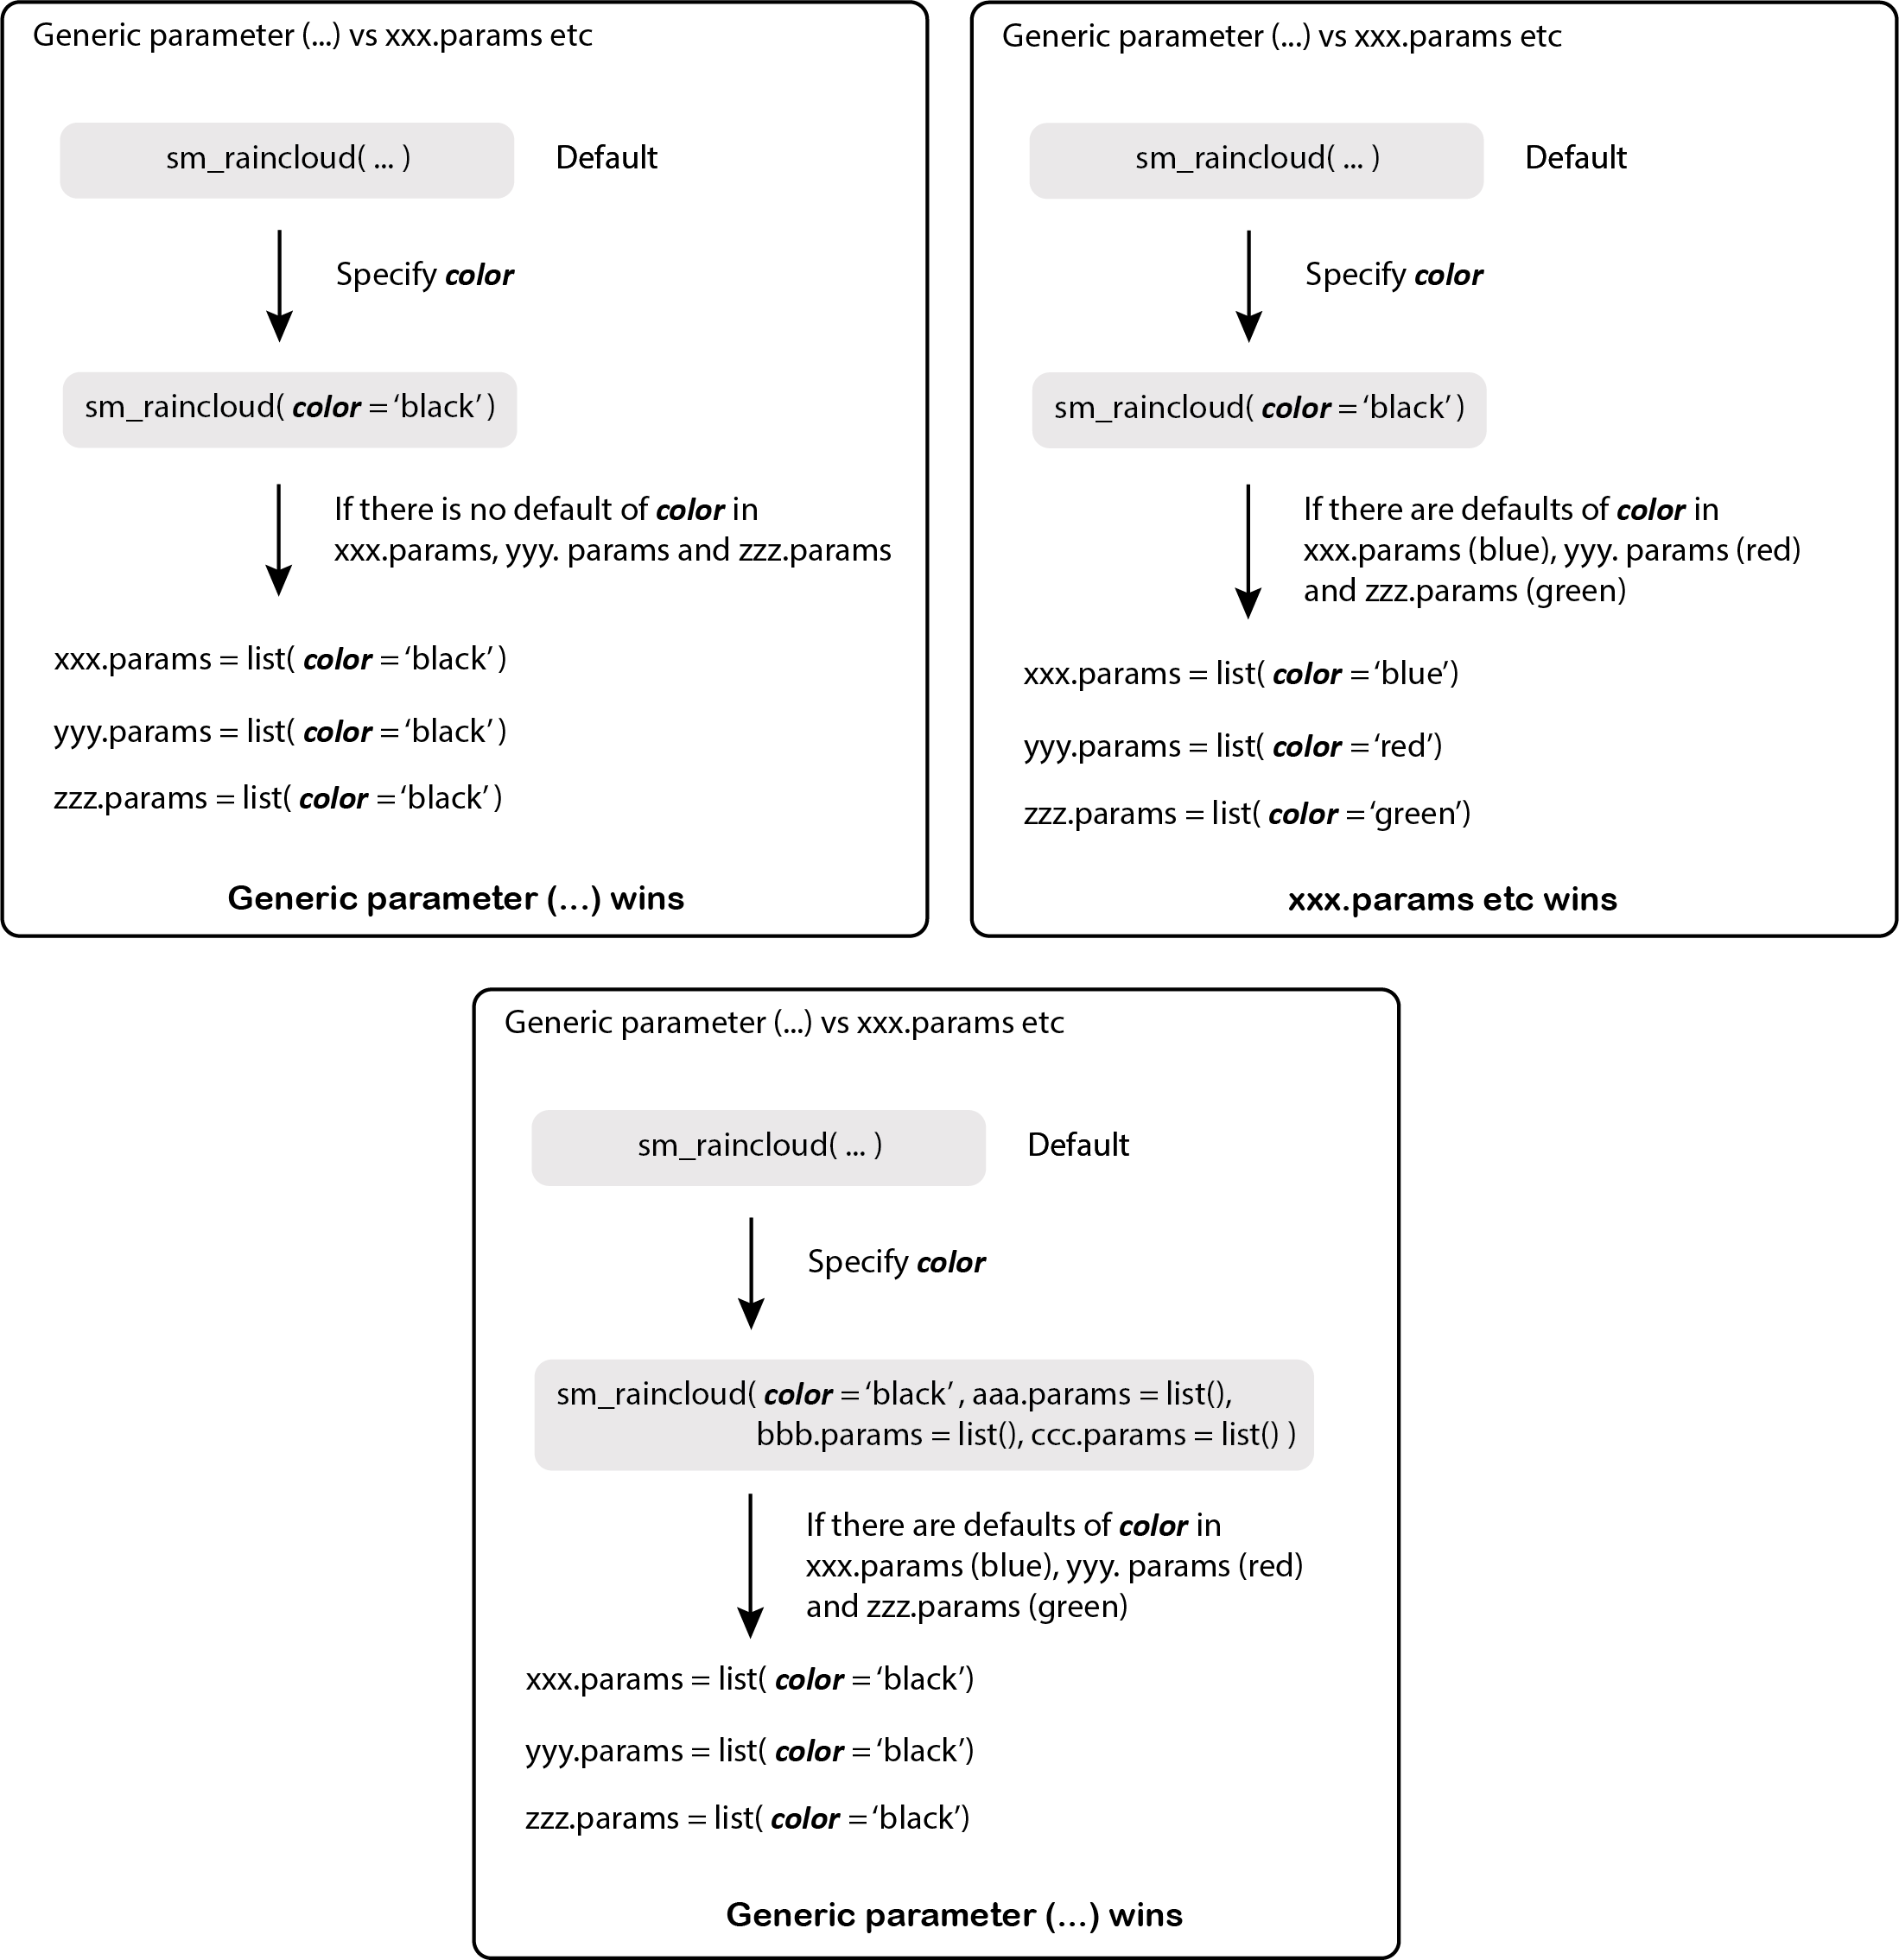 Generic parameter (...) vs xxx.params etc
sm_raincloud( ... )
Default
Specify color
sm_raincloud( color = ‘black’ )
If there is no default of color in
xxx.params, yyy. params and zzz.params
xxx.params = list( color = ‘black’ )
yyy.params = list( color = ‘black’ )
zzz.params = list( color = ‘black’ )
Generic parameter (...) wins
Generic parameter (...) vs xxx.params etc
sm_raincloud( ... )
Default
Specify color
sm_raincloud( color = ‘black’ )
If there are defaults of color in
xxx.params (blue), yyy. params (red)
and zzz.params (green)
xxx.params = list( color = ‘blue’)
yyy.params = list( color = ‘red’)
zzz.params = list( color = ‘green’)
xxx.params etc wins
Generic parameter (...) vs xxx.params etc
sm_raincloud( ... )
Default
Specify color
sm_raincloud( color = ‘black’ , aaa.params = list(),
bbb.params = list(), ccc.params = list() )
If there are defaults of color in
xxx.params (blue), yyy. params (red)
and zzz.params (green)
xxx.params = list( color = ‘black’)
yyy.params = list( color = ‘black’)
zzz.params = list( color = ‘black’)
Generic parameter (...) wins